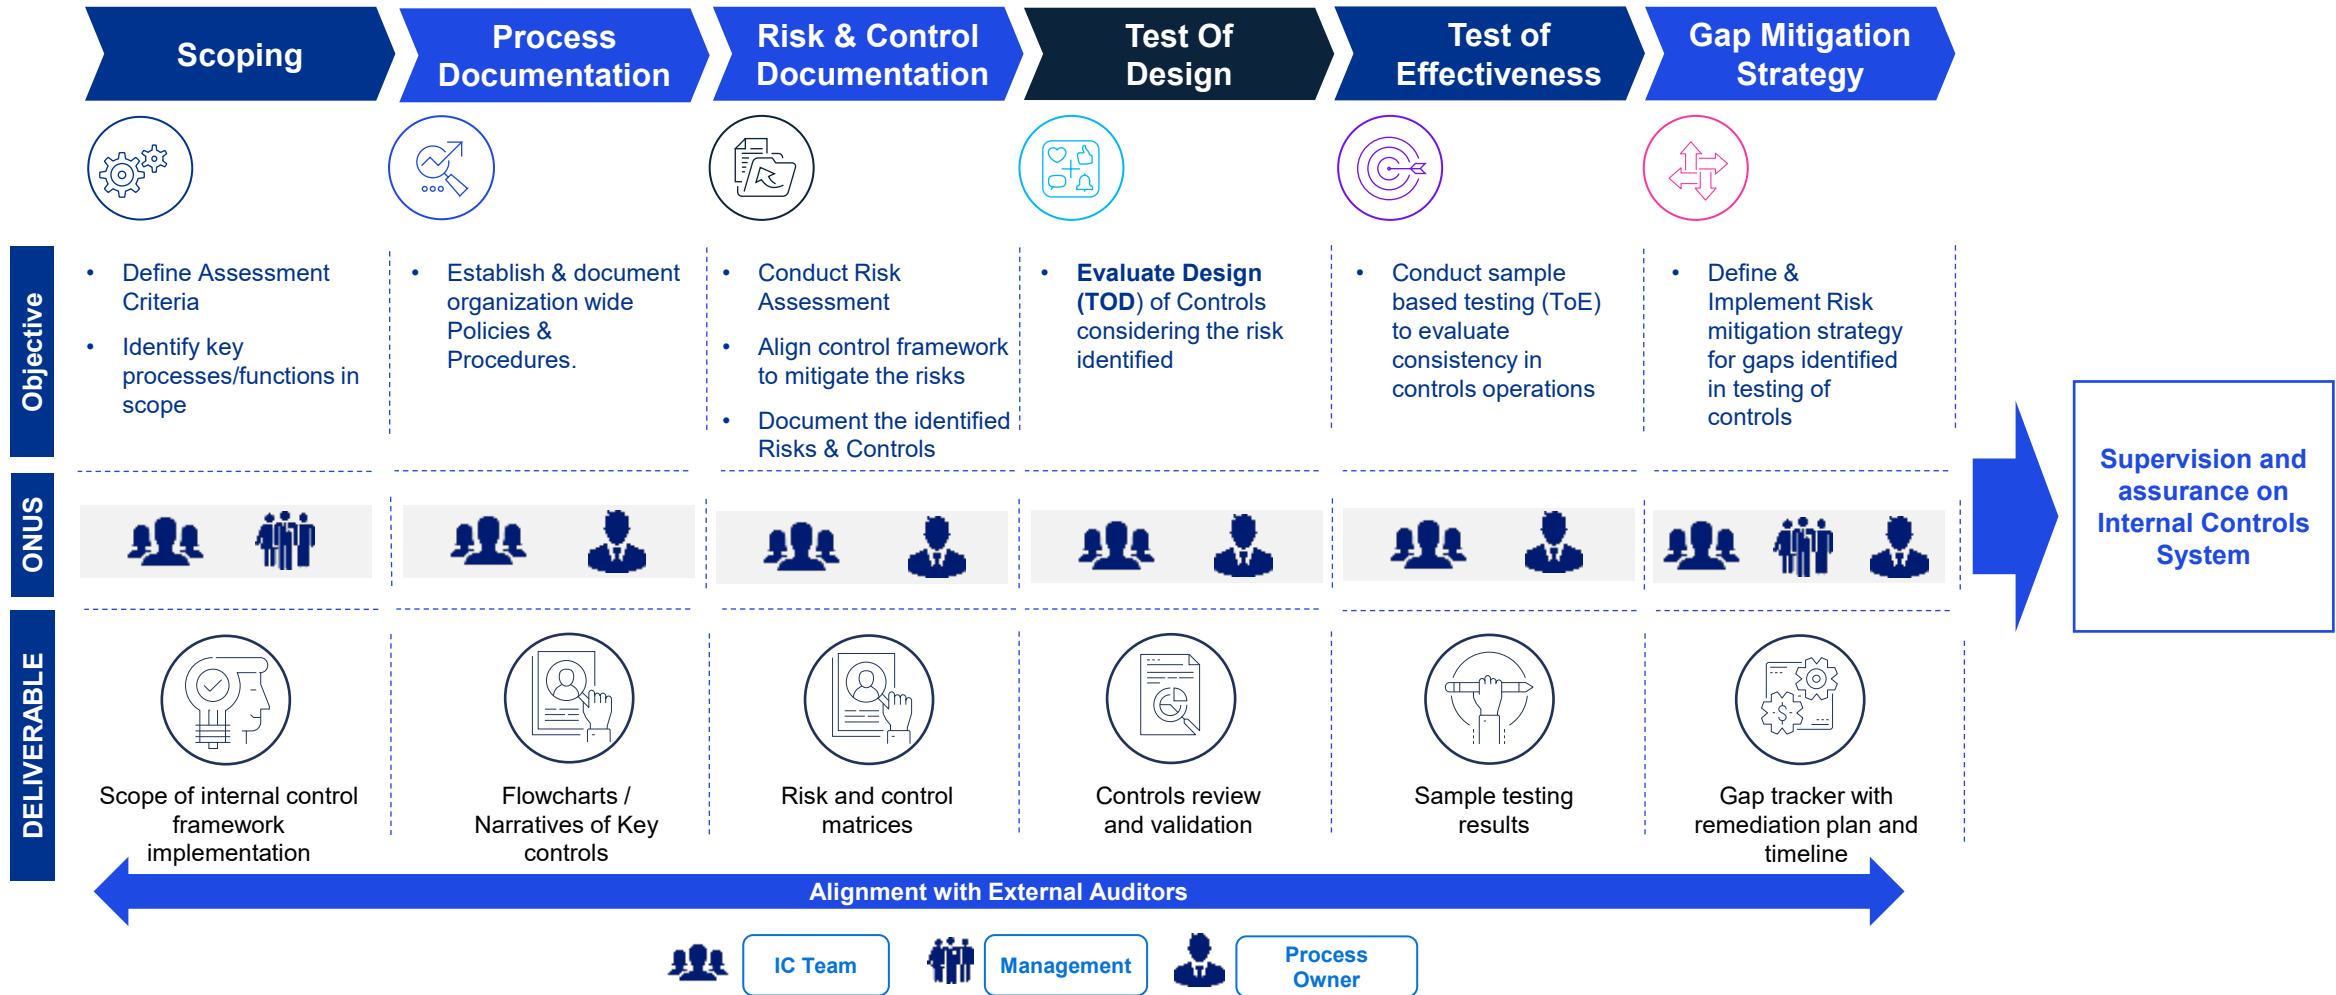 Scoping
Process
Documentation
Risk & Control
Documentation
Test Of
Design
Test of
Effectiveness
Gap Mitigation
Strategy
Objective
• Define Assessment
Criteria
• Identify key
processes/functions in
scope
• Establish & document
organization wide
Policies &
Procedures.
• Conduct Risk
Assessment
• Align control framework
to mitigate the risks
• Document the identified
Risks & Controls
• Evaluate Design
(TOD) of Controls
considering the risk
identified
• Conduct sample
based testing (ToE)
to evaluate
consistency in
controls operations
• Define &
Implement Risk
mitigation strategy
for gaps identified
in testing of
controls
Supervision and
assurance on
Internal Controls
System
ONUS
DELIVERABLE
Scope of internal control
framework
implementation
Flowcharts /
Narratives of Key
controls
Risk and control
matrices
Controls review
and validation
Sample testing
results
Gap tracker with
remediation plan and
timeline
Alignment with External Auditors
IC Team
Management
Process
Owner